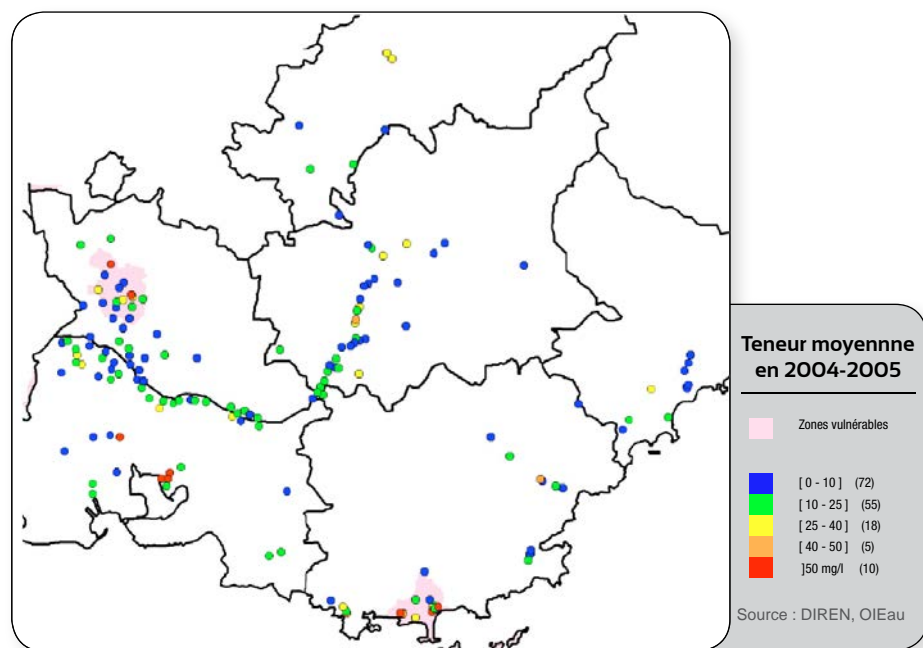 Teneur moyennne
en 2004-2005
Zones vulnérables
[ 0 - 10 ] (72)
[ 10 - 25 ] (55)
[ 25 - 40 ] (18)
[ 40 - 50 ] (5)
]50 mg/l (10)
Source : DIREN, OIEau